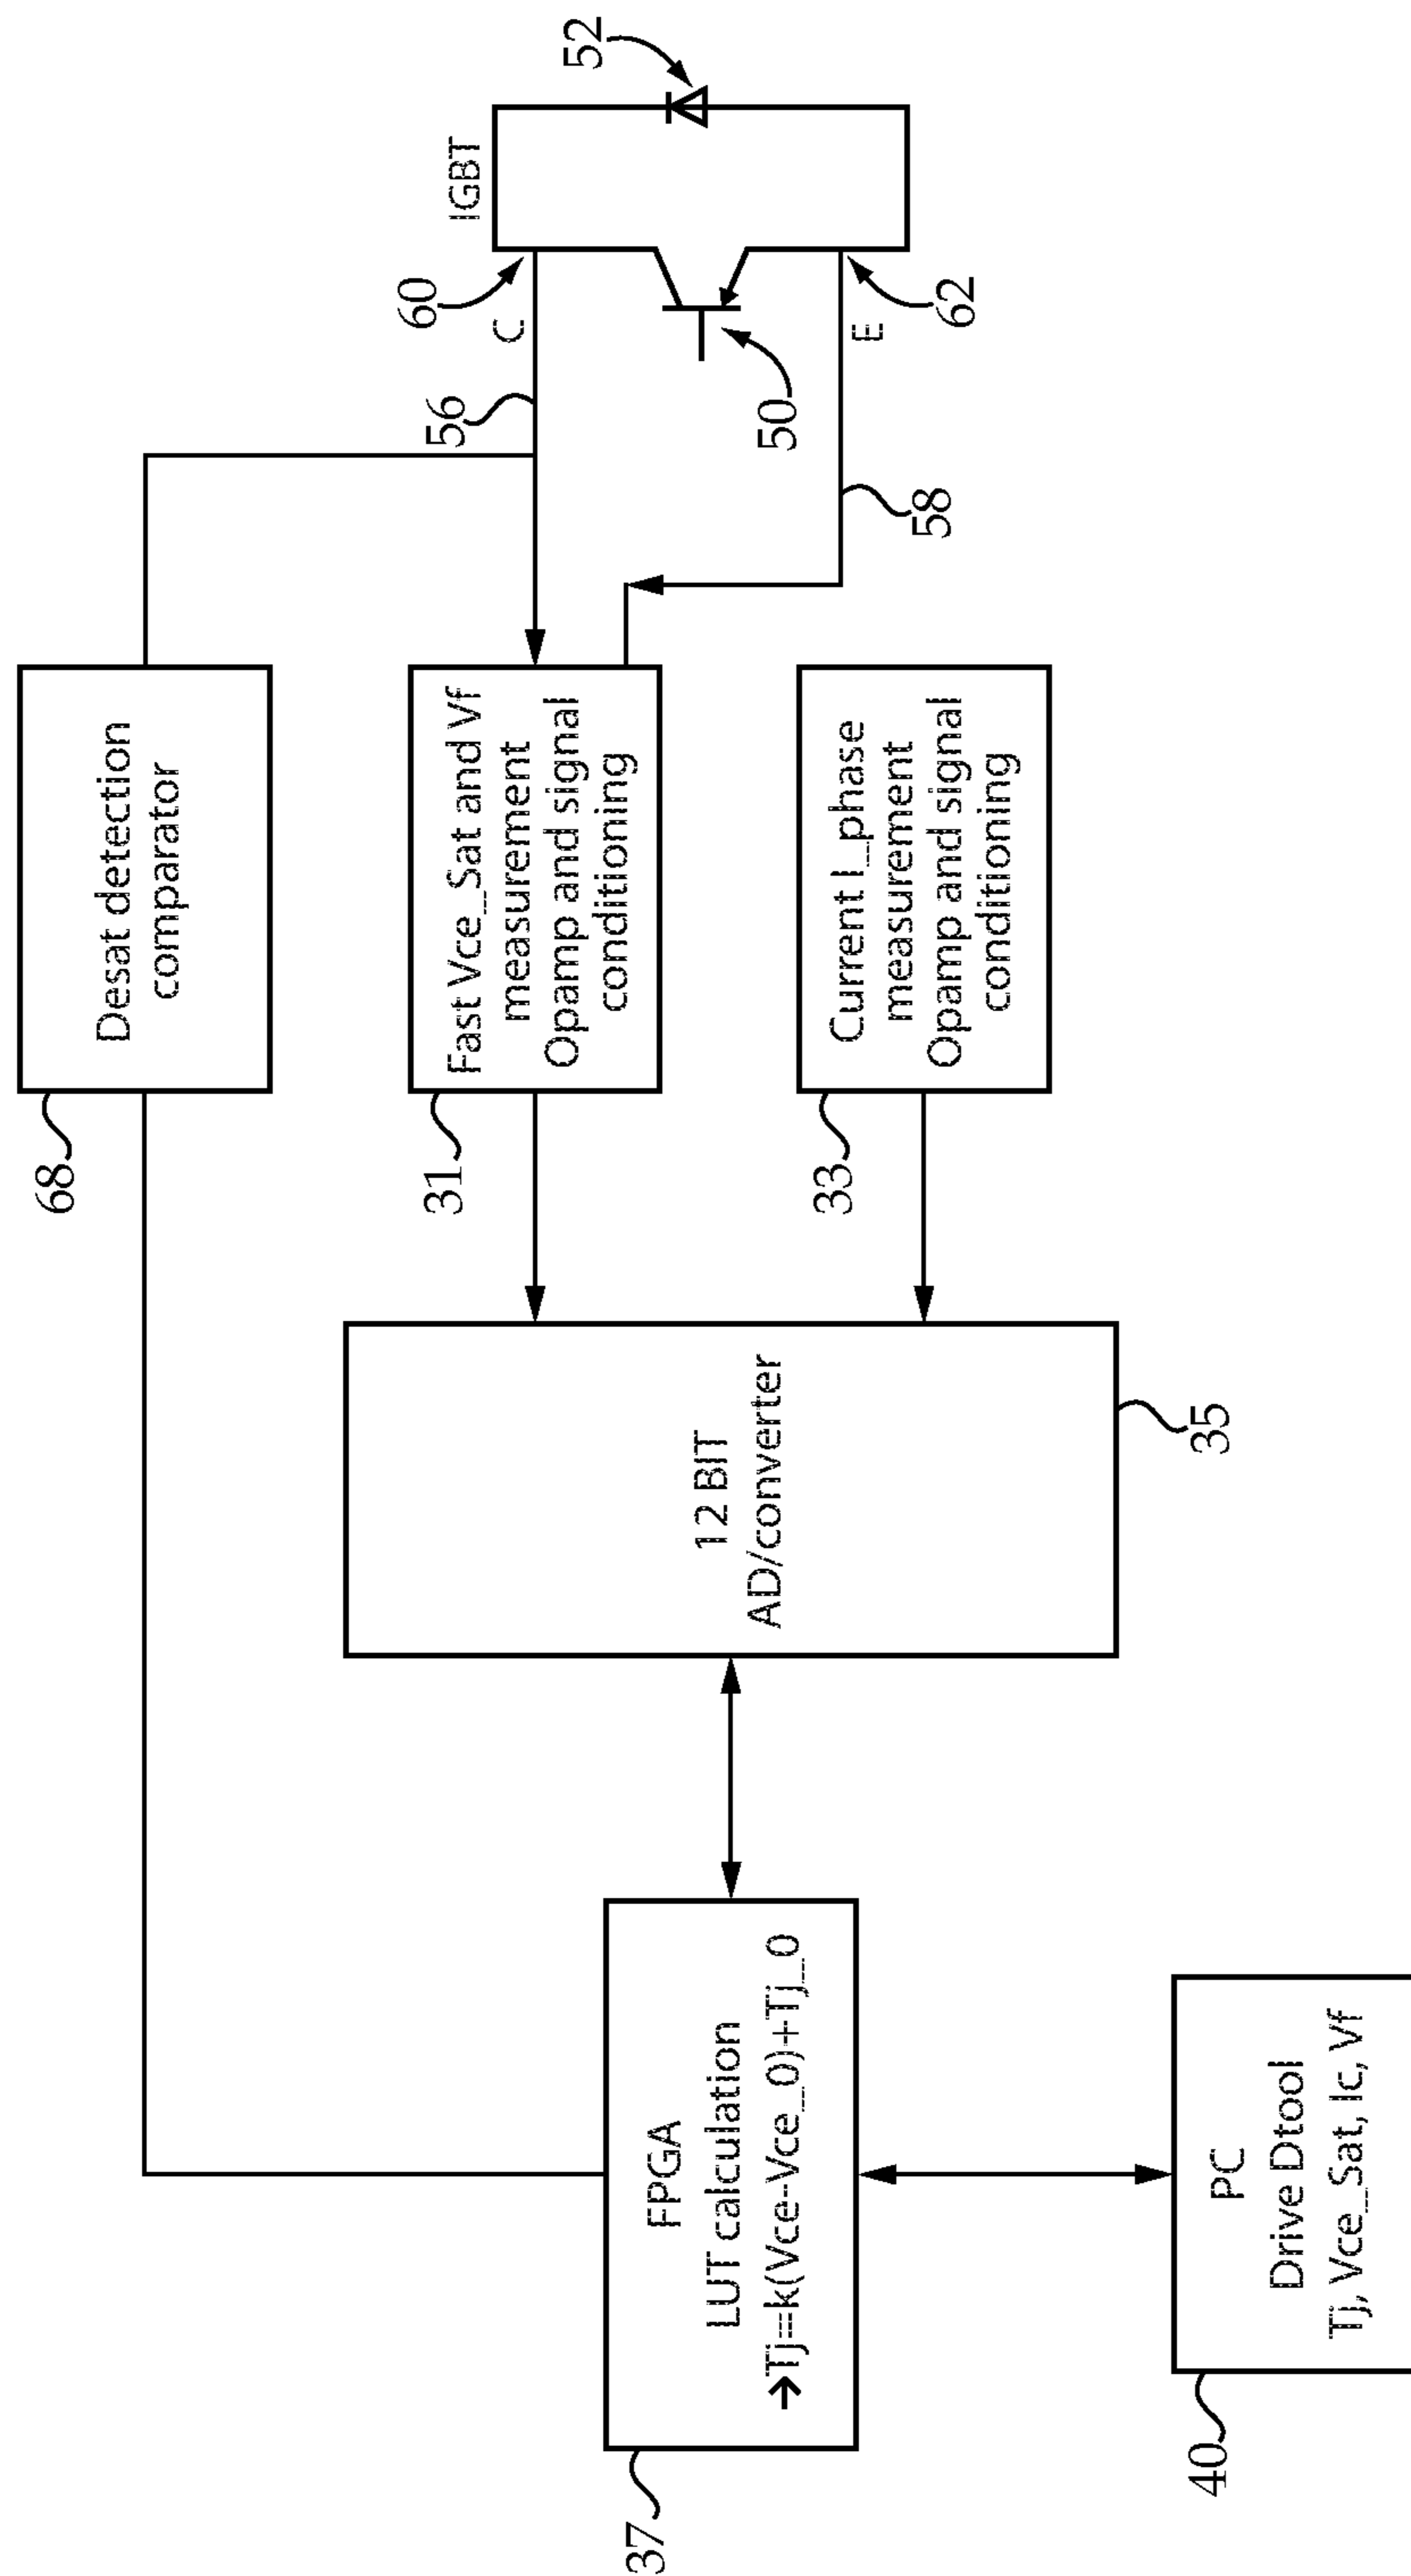 68
Desat detection
comparator
31
Fast Vce_Sat and Vf
measurement
Opamp and signal
conditioning
33
Current I_phase
measurement
Opamp and signal
conditioning
60
C
IGBT
52
56
50
E
62
58
12 BIT
AD/converter
35
37
FPGA
LUT calculation
→Tj=k(Vce-Vce_0)+Tj_0
40
PC
Drive Dtool
Tj, Vce_Sat, Ic, Vf